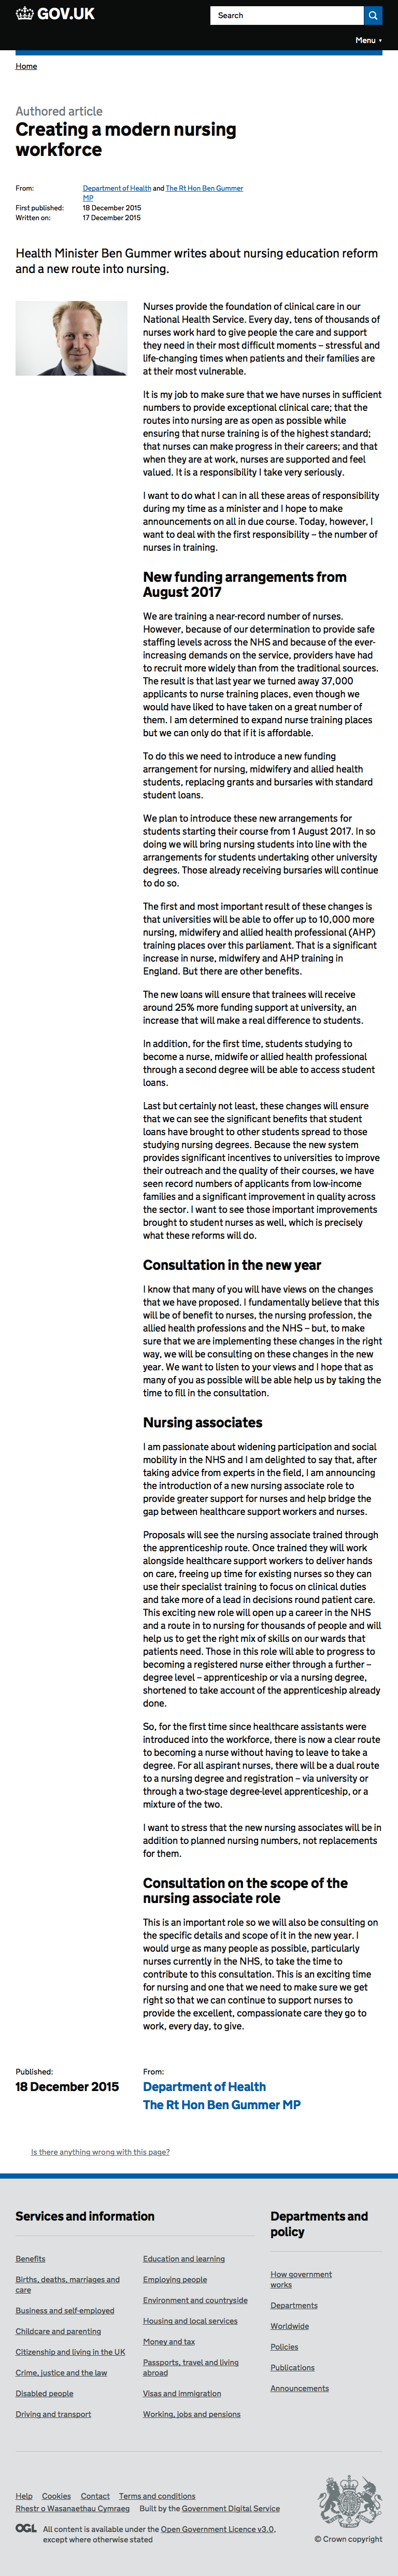 GOV.UK
Search
Menu ▾
Home
Authored article
Creating a modern nursing
workforce
From:
Department of Health and The Rt Hon Ben Gummer
MP
First published:
18 December 2015
Written on:
17 December 2015
Health Minister Ben Gummer writes about nursing education reform
and a new route into nursing.
Nurses provide the foundation of clinical care in our
National Health Service. Every day, tens of thousands of
nurses work hard to give people the care and support
they need in their most difficult moments – stressful and
life-changing times when patients and their families are
at their most vulnerable.
It is my job to make sure that we have nurses in sufficient
numbers to provide exceptional clinical care; that the
routes into nursing are as open as possible while
ensuring that nurse training is of the highest standard;
that nurses can make progress in their careers; and that
when they are at work, nurses are supported and feel
valued. It is a responsibility I take very seriously.
I want to do what I can in all these areas of responsibility
during my time as a minister and I hope to make
announcements on all in due course. Today, however, I
want to deal with the first responsibility – the number of
nurses in training.
New funding arrangements from
August 2017
We are training a near-record number of nurses.
However, because of our determination to provide safe
staffing levels across the NHS and because of the ever-
increasing demands on the service, providers have had
to recruit more widely than from the traditional sources.
The result is that last year we turned away 37,000
applicants to nurse training places, even though we
would have liked to have taken on a great number of
them. I am determined to expand nurse training places
but we can only do that if it is affordable.
To do this we need to introduce a new funding
arrangement for nursing, midwifery and allied health
students, replacing grants and bursaries with standard
student loans.
We plan to introduce these new arrangements for
students starting their course from 1 August 2017. In so
doing we will bring nursing students into line with the
arrangements for students undertaking other university
degrees. Those already receiving bursaries will continue
to do so.
The first and most important result of these changes is
that universities will be able to offer up to 10,000 more
nursing, midwifery and allied health professional (AHP)
training places over this parliament. That is a significant
increase in nurse, midwifery and AHP training in
England. But there are other benefits.
The new loans will ensure that trainees will receive
around 25% more funding support at university, an
increase that will make a real difference to students.
In addition, for the first time, students studying to
become a nurse, midwife or allied health professional
through a second degree will be able to access student
loans.
Last but certainly not least, these changes will ensure
that we can see the significant benefits that student
loans have brought to other students spread to those
studying nursing degrees. Because the new system
provides significant incentives to universities to improve
their outreach and the quality of their courses, we have
seen record numbers of applicants from low-income
families and a significant improvement in quality across
the sector. I want to see those important improvements
brought to student nurses as well, which is precisely
what these reforms will do.
Consultation in the new year
I know that many of you will have views on the changes
that we have proposed. I fundamentally believe that this
will be of benefit to nurses, the nursing profession, the
allied health professions and the NHS – but, to make
sure that we are implementing these changes in the right
way, we will be consulting on these changes in the new
year. We want to listen to your views and I hope that as
many of you as possible will be able help us by taking the
time to fill in the consultation.
Nursing associates
I am passionate about widening participation and social
mobility in the NHS and I am delighted to say that, after
taking advice from experts in the field, I am announcing
the introduction of a new nursing associate role to
provide greater support for nurses and help bridge the
gap between healthcare support workers and nurses.
Proposals will see the nursing associate trained through
the apprenticeship route. Once trained they will work
alongside healthcare support workers to deliver hands
on care, freeing up time for existing nurses so they can
use their specialist training to focus on clinical duties
and take more of a lead in decisions round patient care.
This exciting new role will open up a career in the NHS
and a route in to nursing for thousands of people and will
help us to get the right mix of skills on our wards that
patients need. Those in this role will able to progress to
becoming a registered nurse either through a further –
degree level – apprenticeship or via a nursing degree,
shortened to take account of the apprenticeship already
done.
So, for the first time since healthcare assistants were
introduced into the workforce, there is now a clear route
to becoming a nurse without having to leave to take a
degree. For all aspirant nurses, there will be a dual route
to a nursing degree and registration – via university or
through a two-stage degree-level apprenticeship, or a
mixture of the two.
I want to stress that the new nursing associates will be in
addition to planned nursing numbers, not replacements
for them.
Consultation on the scope of the
nursing associate role
This is an important role so we will also be consulting on
the specific details and scope of it in the new year. I
would urge as many people as possible, particularly
nurses currently in the NHS, to take the time to
contribute to this consultation. This is an exciting time
for nursing and one that we need to make sure we get
right so that we can continue to support nurses to
provide the excellent, compassionate care they go to
work, every day, to give.
Published:
18 December 2015
From:
Department of Health
The Rt Hon Ben Gummer MP
Is there anything wrong with this page?
Services and information
Benefits
Births, deaths, marriages and
care
Business and self-employed
Childcare and parenting
Citizenship and living in the UK
Crime, justice and the law
Disabled people
Driving and transport
Education and learning
Employing people
Environment and countryside
Housing and local services
Money and tax
Passports, travel and living
abroad
Visas and immigration
Working, jobs and pensions
Departments and
policy
How government
works
Departments
Worldwide
Policies
Publications
Announcements
Help Cookies Contact Terms and conditions
Rhestr o Wasanaethau Cymraeg Built by the Government Digital Service
OGL All content is available under the Open Government Licence v3.0,
except where otherwise stated
© Crown copyright